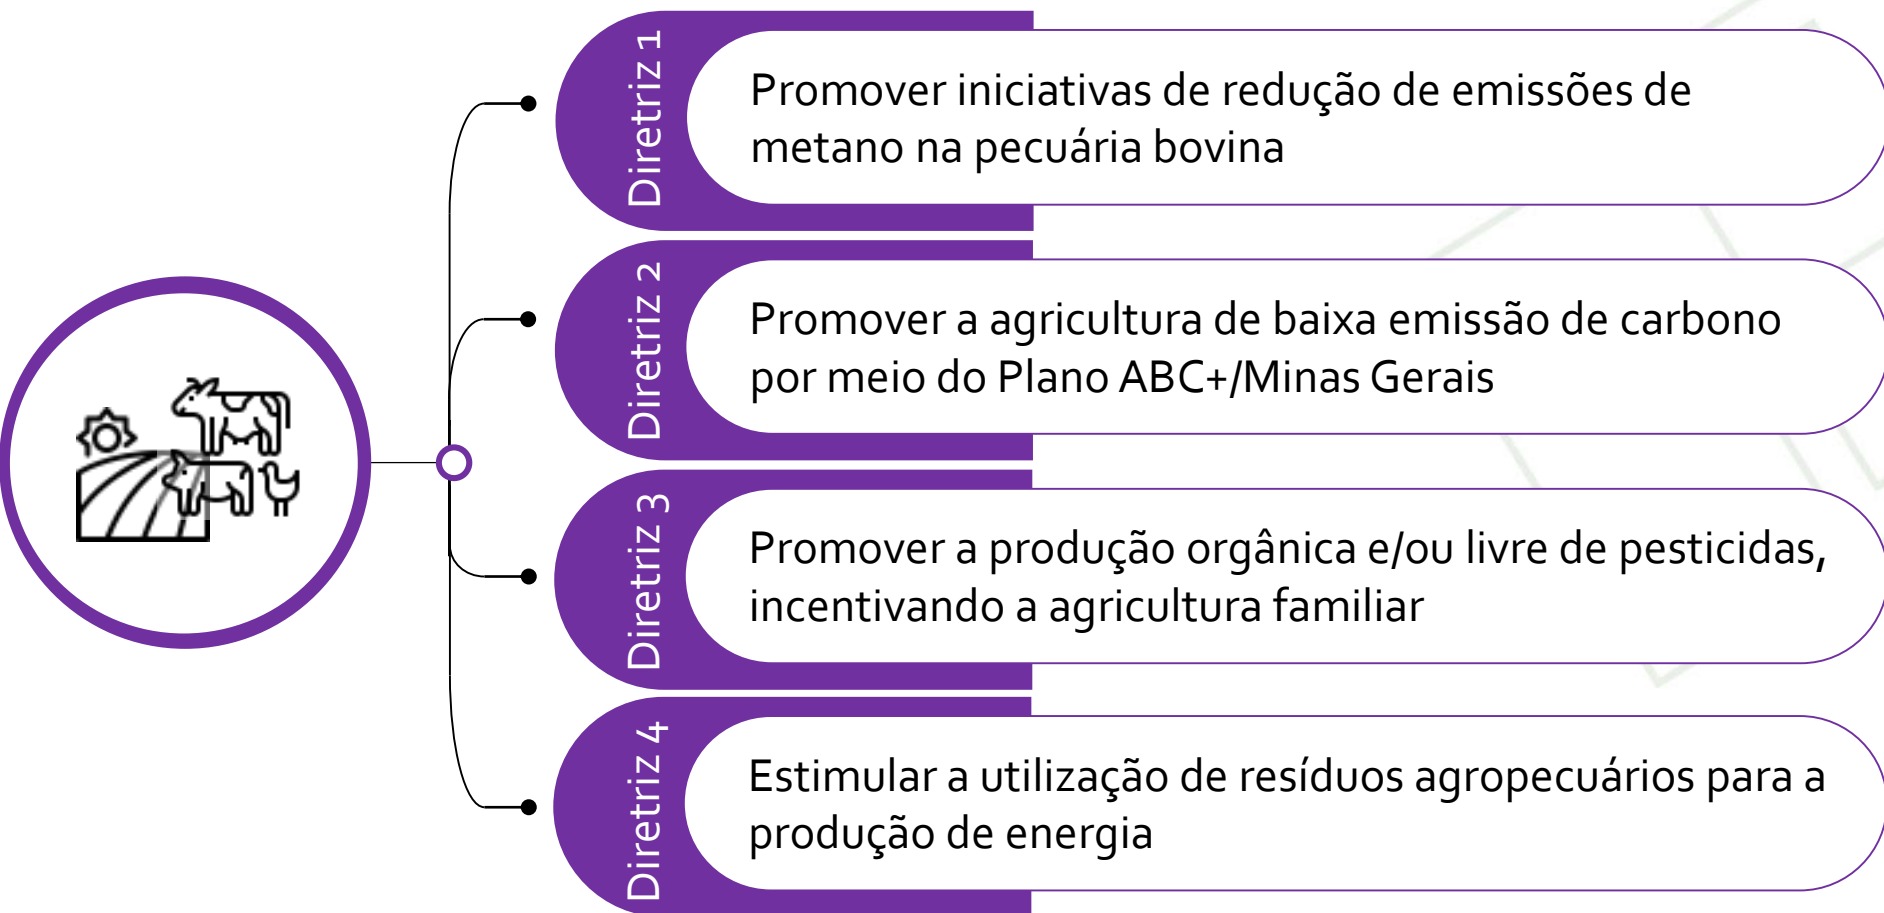 Diretriz 1
Promover iniciativas de redução de emissões de
metano na pecuária bovina
Diretriz 2
Promover a agricultura de baixa emissão de carbono
por meio do Plano ABC+/Minas Gerais
Diretriz 3
Promover a produção orgânica e/ou livre de pesticidas,
incentivando a agricultura familiar
Diretriz 4
Estimular a utilização de resíduos agropecuários para a
produção de energia